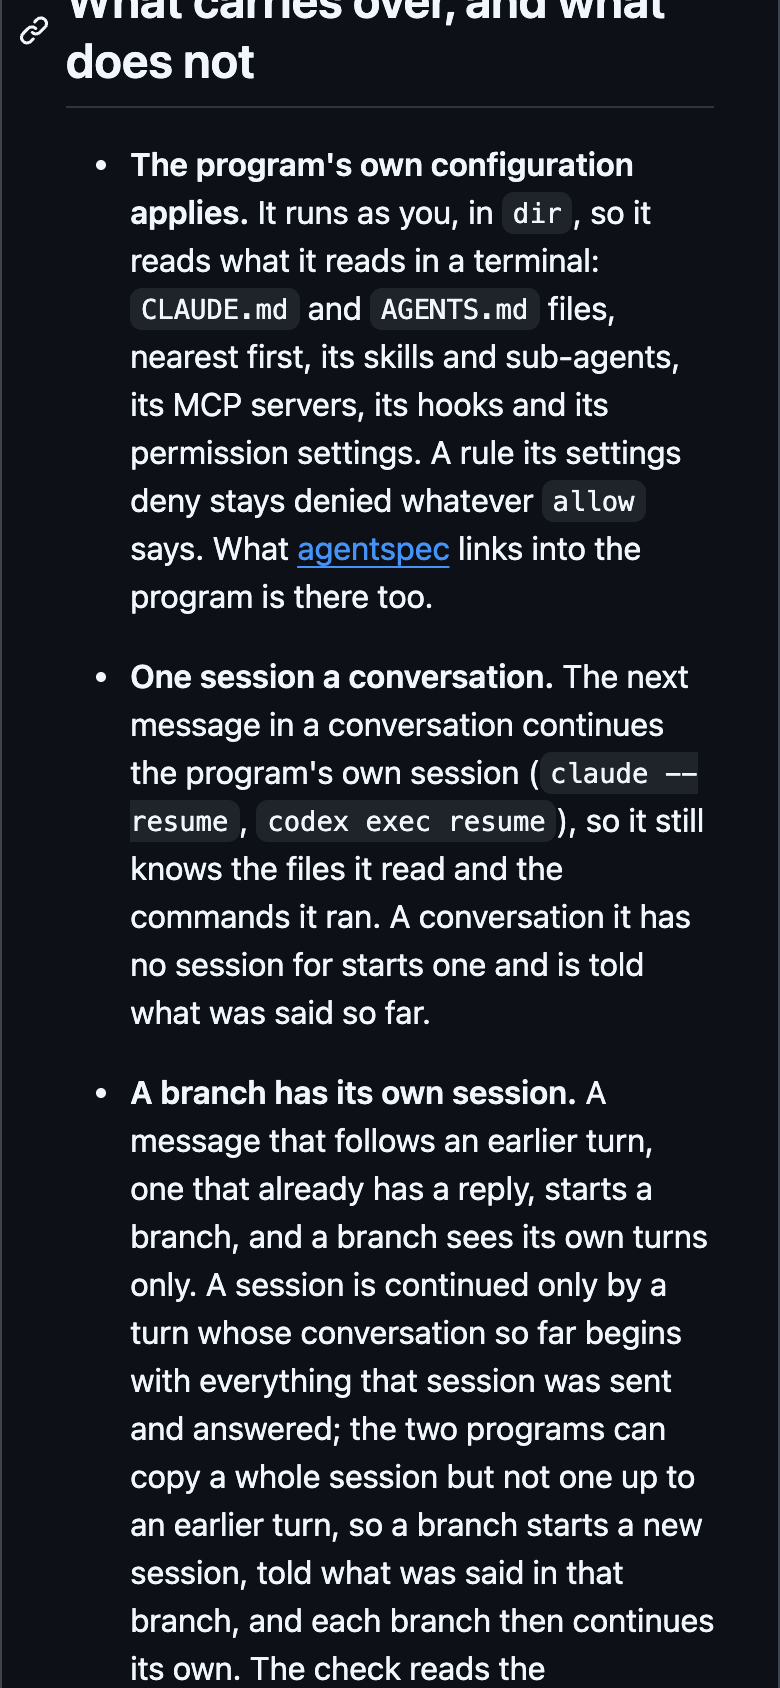 What carries over, and what
does not
• The program's own configuration
applies. It runs as you, in dir, so it
reads what it reads in a terminal:
CLAUDE.md and AGENTS.md files,
nearest first, its skills and sub-agents,
its MCP servers, its hooks and its
permission settings. A rule its settings
deny stays denied whatever allow
says. What agentspec links into the
program is there too.
• One session a conversation. The next
message in a conversation continues
the program's own session (claude --
resume, codex exec resume), so it still
knows the files it read and the
commands it ran. A conversation it has
no session for starts one and is told
what was said so far.
• A branch has its own session. A
message that follows an earlier turn,
one that already has a reply, starts a
branch, and a branch sees its own turns
only. A session is continued only by a
turn whose conversation so far begins
with everything that session was sent
and answered; the two programs can
copy a whole session but not one up to
an earlier turn, so a branch starts a new
session, told what was said in that
branch, and each branch then continues
its own. The check reads the